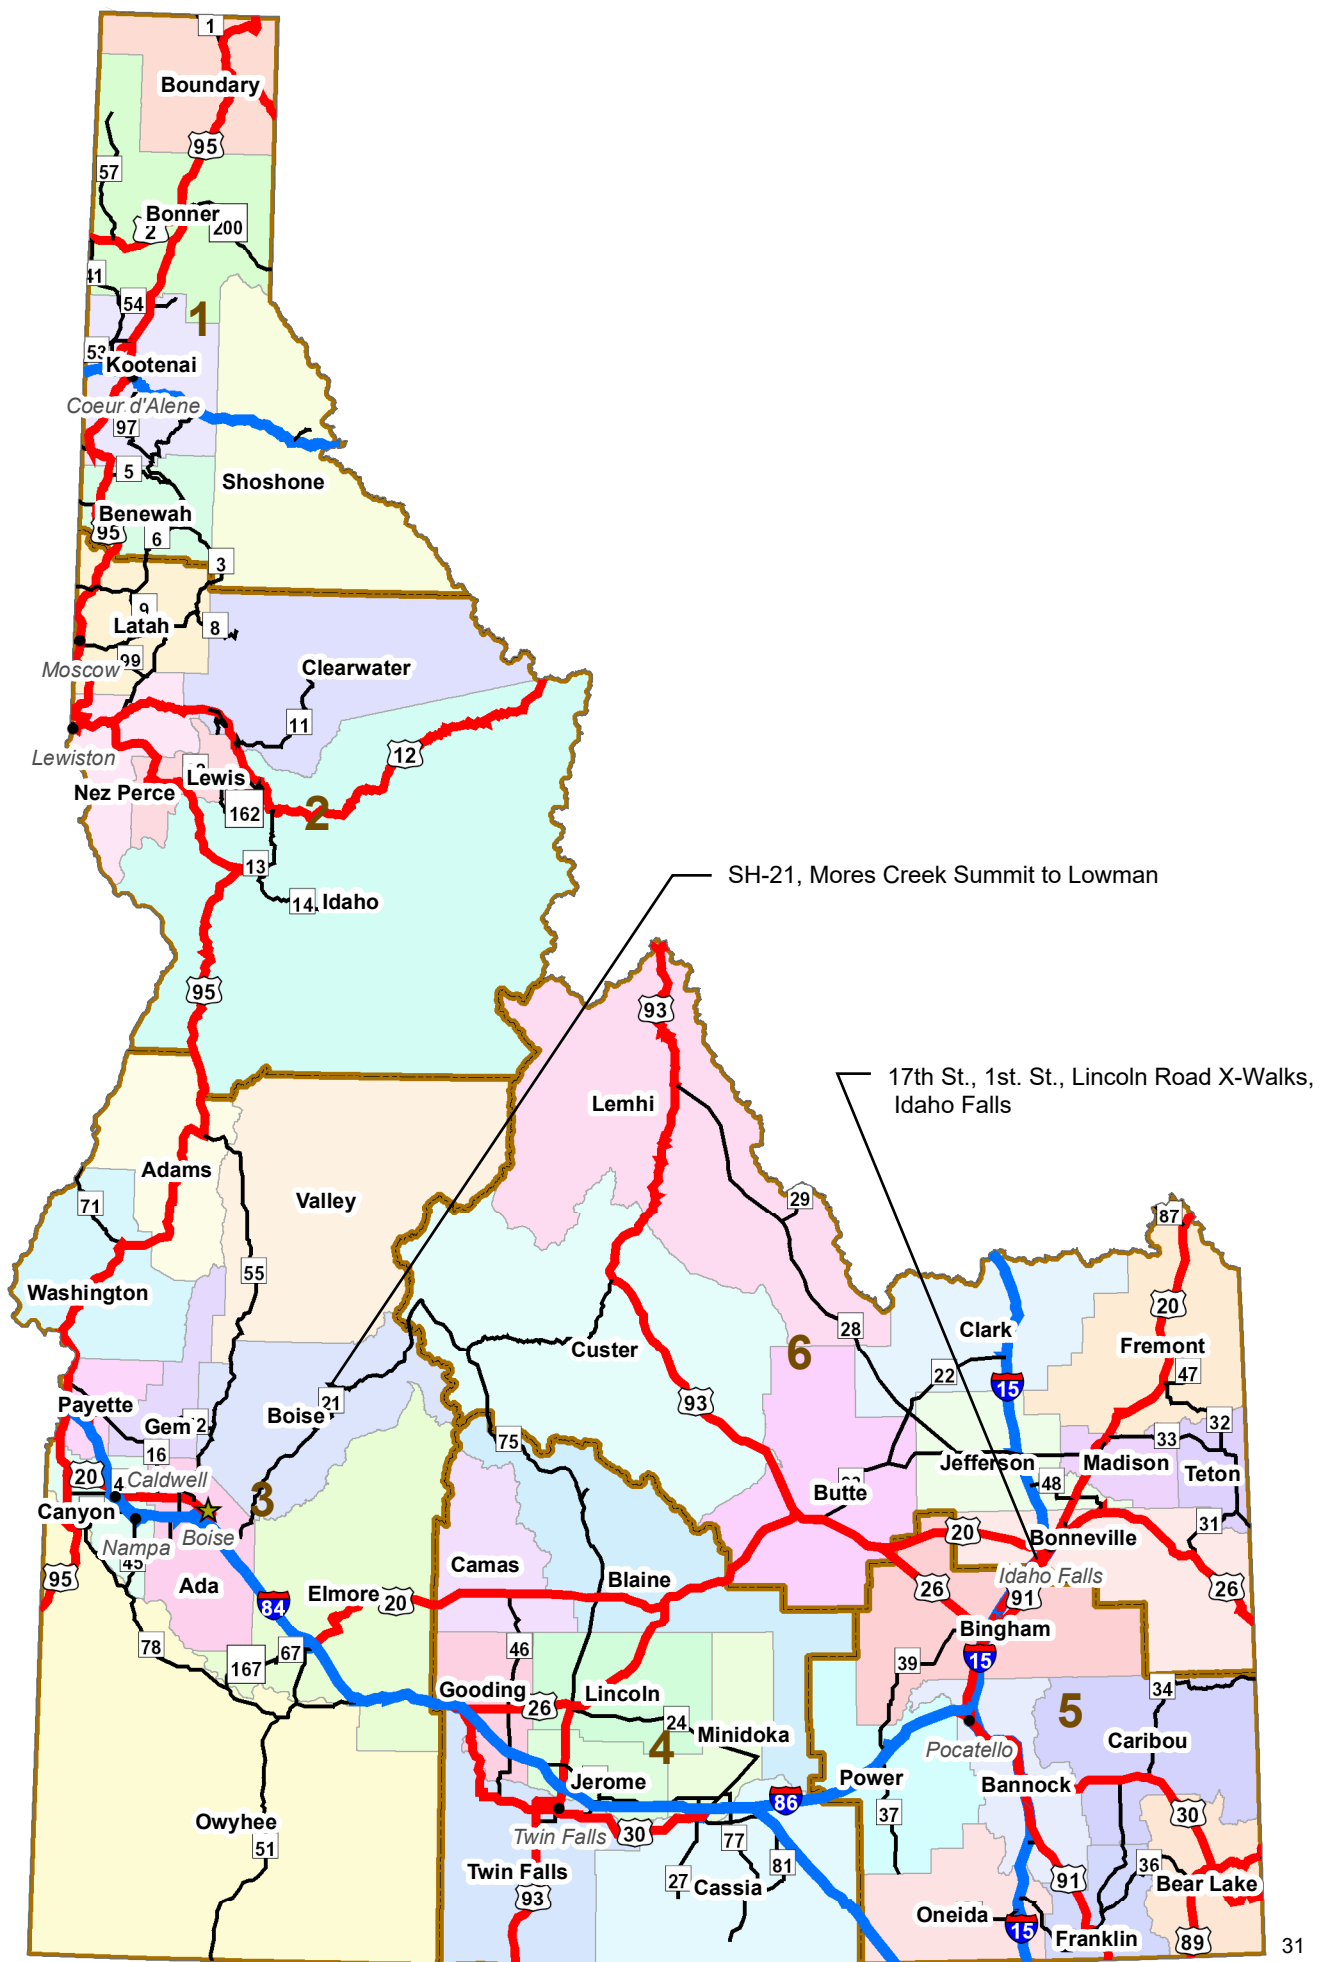 1
Boundary
95
57
Bonner
2
200
41
54
1
53
Kootenai
Coeur d'Alene
97
5
Shoshone
Benewah
95
6
3
9
Latah
8
99
Moscow
Clearwater
11
12
Lewiston
Lewis
Nez Perce
162
2
13
SH-21, Mores Creek Summit to Lowman
14
Idaho
95
93
17th St., 1st. St., Lincoln Road X-Walks,
Idaho Falls
Lemhi
Adams
71
Valley
29
87
55
Washington
20
28
Clark
Fremont
Custer
6
22
47
15
93
21
Payette
Boise
Gem
32
75
16
33
Jefferson
Madison
Teton
20
Caldwell
4
48
Butte
3
Canyon
31
20
Bonneville
Nampa
Boise
45
Camas
Idaho Falls
95
Ada
Blaine
Elmore
20
26
91
26
84
Bingham
78
46
67
15
167
39
34
Gooding
26
Lincoln
5
24
Minidoka
4
Pocatello
Caribou
Jerome
Power
Bannock
86
37
30
Owyhee
51
Twin Falls
30
77
Twin Falls
81
36
27
Cassia
91
Bear Lake
93
Oneida
15
Franklin
89
31